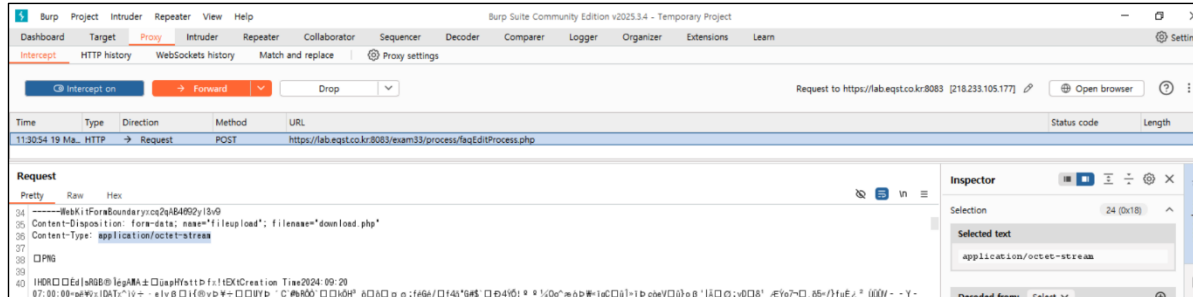 Burp Project Intruder Repeater View Help Burp Suite Community Edition v2025.3.4 - Temporary Project
Dashboard Target Proxy Intruder Repeater Collaborator Sequencer Decoder Comparer Logger Organizer Extensions Learn Settin
Intercept HTTP history WebSockets history Match and replace Proxy settings
Intercept on Forward Drop Request to https://lab.eqst.co.kr:8083 [218.233.105.177] Open browser
Time Type Direction Method URL Status code Length
11:30:54 19 Ma... HTTP → Request POST https://lab.eqst.co.kr:8083/exam33/process/faqEditProcess.php
Request Inspector
Pretty Raw Hex
Selection 24 (0x18)
Selected text
application/octet-stream
34
35 Content-Disposition: form-data; name="fileupload"; filename="download.php"
36 Content-Type: application/octet-stream
37
38 PNG
39
40
Select